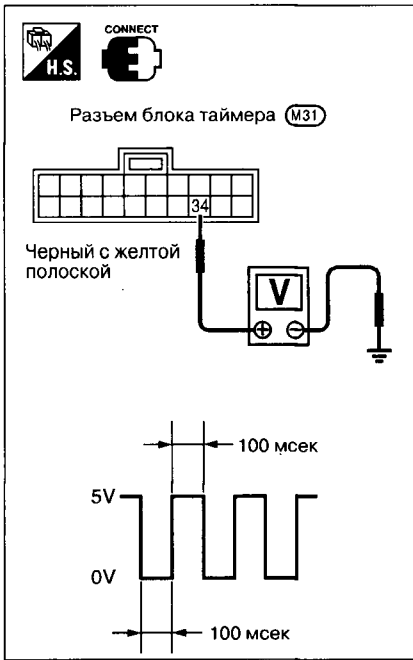 CONNECT
H.S.
Разъем блока таймера M31
34
Черный с желтой
полоской
V
100 мсек
5V
0V
100 мсек